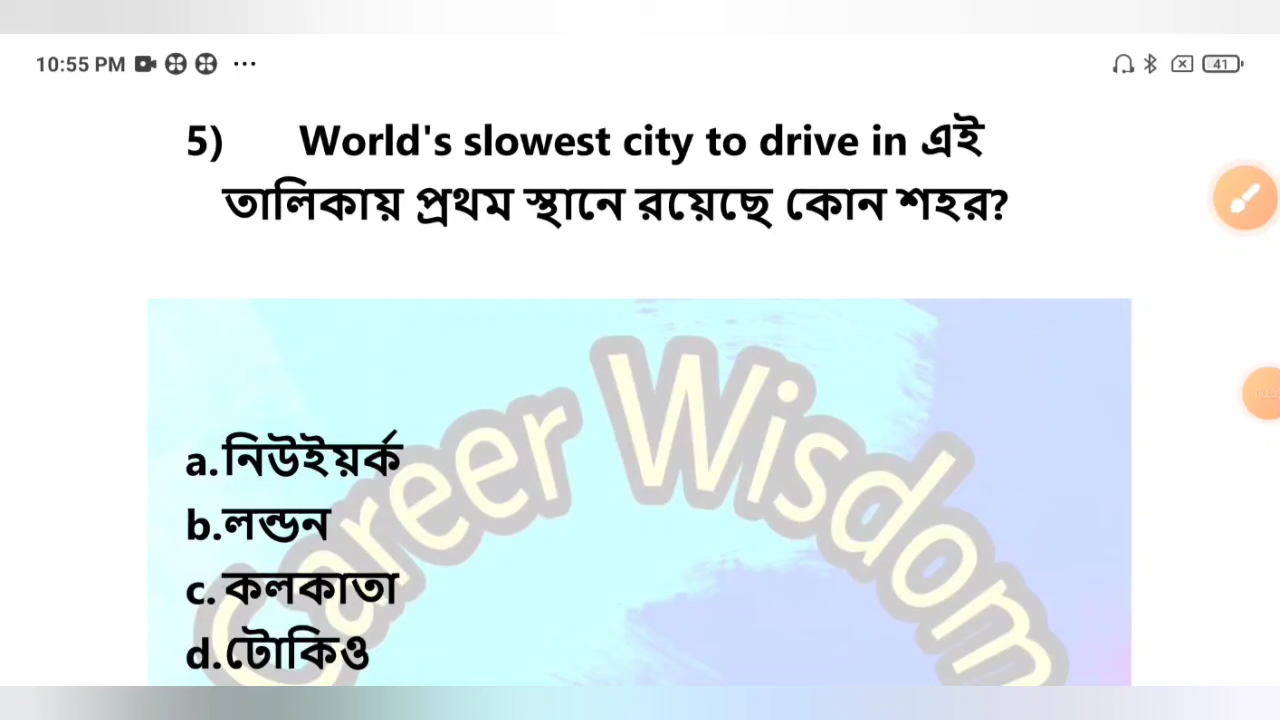 10:55 PM ...
41
5) World's slowest city to drive in এই
তালিকায় প্রথম স্থানে রয়েছে কোন শহর?
Career Wisdom
a.নিউইয়র্ক
b.লন্ডন
c. কলকাতা
d.টোকিও